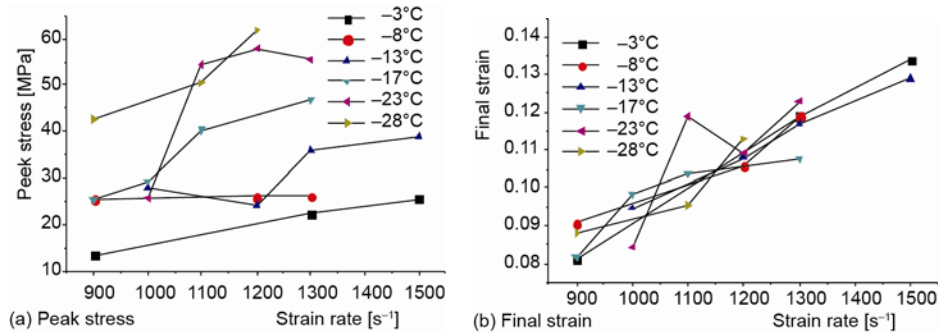 Peek stress [MPa]
60
50
40
30
20
10
–3°C
–8°C
–13°C
–17°C
–23°C
–28°C
900 1000 1100 1200 1300 1400 1500
(a) Peak stress
Strain rate [s⁻¹]
(b)
Final strain
0.14
0.13
0.12
0.11
0.10
0.09
0.08
–3°C
–8°C
–13°C
–17°C
–23°C
–28°C
900 1000 1100 1200 1300 1400 1500
(b) Final strain
Strain rate [s⁻¹]